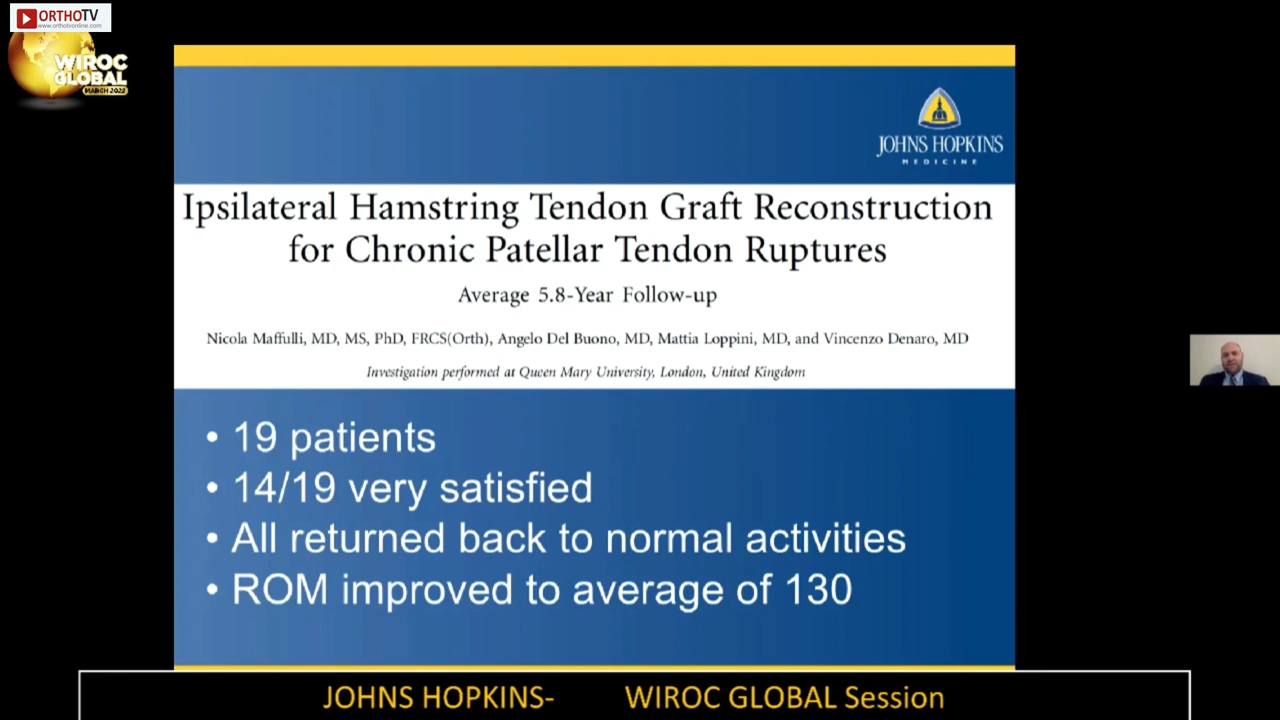 ORTHOTV
www.orthotvonline.com
WIROC
GLOBAL
MARCH 2022
JOHNS HOPKINS
MEDICINE
Ipsilateral Hamstring Tendon Graft Reconstruction
for Chronic Patellar Tendon Ruptures
Average 5.8-Year Follow-up
Nicola Maffulli, MD, MS, PhD, FRCS(Orth), Angelo Del Buono, MD, Mattia Loppini, MD, and Vincenzo Denaro, MD
Investigation performed at Queen Mary University, London, United Kingdom
• 19 patients
• 14/19 very satisfied
• All returned back to normal activities
• ROM improved to average of 130
JOHNS HOPKINS- WIROC GLOBAL Session